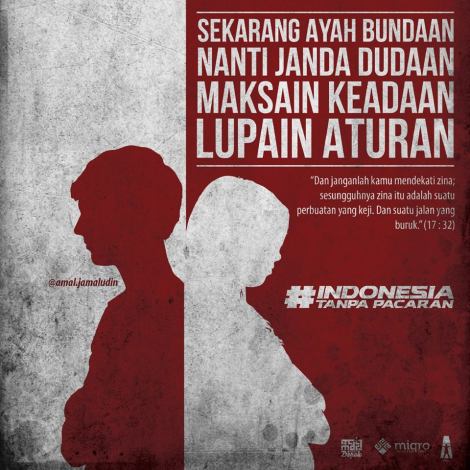 SEKARANG AYAH BUNDAAN
NANTI JANDA DUDAAN
MAKSAIN KEADAAN
LUPAIN ATURAN
“Dan janganlah kamu mendekati zina;
sesungguhnya zina itu adalah suatu
perbuatan yang keji. Dan suatu jalan yang
buruk.” (17 : 32)
@amal.jamaludin
#INDONESIA
TANPA PACARAN
miqro